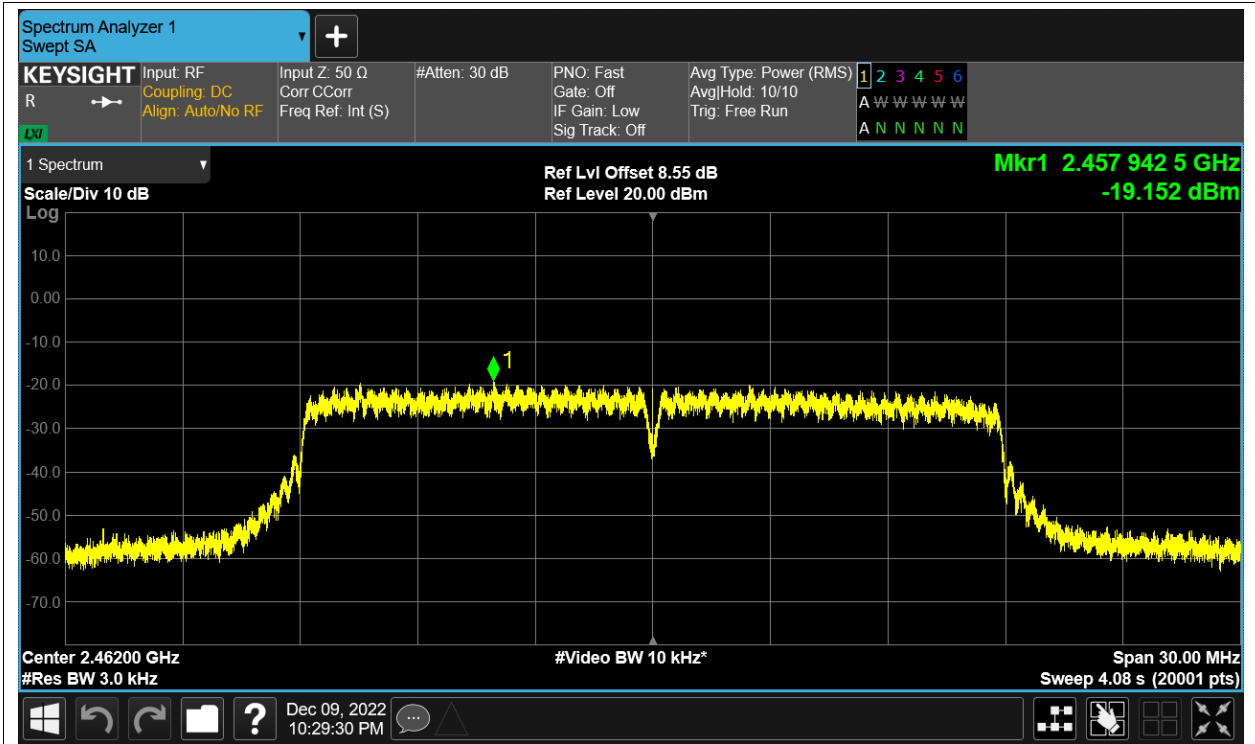 Spectrum Analyzer 1
Swept SA
+
KEYSIGHT
R
LXI
Input: RF
Coupling: DC
Align: Auto/No RF
Input Z: 50 Ω
Corr CCorr
Freq Ref: Int (S)
#Atten: 30 dB
PNO: Fast
Gate: Off
IF Gain: Low
Sig Track: Off
Avg Type: Power (RMS)
Avg|Hold: 10/10
Trig: Free Run
1 2 3 4 5 6
A W W W W W
A N N N N N
1 Spectrum
Scale/Div 10 dB
Log
Ref Lvl Offset 8.55 dB
Ref Level 20.00 dBm
Mkr1 2.457 942 5 GHz
-19.152 dBm
10.0
0.00
-10.0
-20.0
-30.0
-40.0
-50.0
-60.0
-70.0
1
Center 2.46200 GHz
#Res BW 3.0 kHz
#Video BW 10 kHz*
Span 30.00 MHz
Sweep 4.08 s (20001 pts)
?
Dec 09, 2022
10:29:30 PM